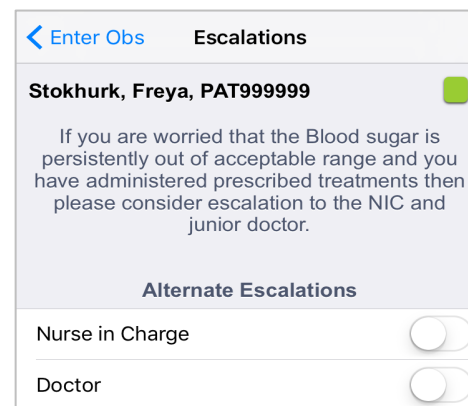 Enter Obs Escalations
Stokhurk, Freya, PAT999999
If you are worried that the Blood sugar is
persistently out of acceptable range and you
have administered prescribed treatments then
please consider escalation to the NIC and
junior doctor.
Alternate Escalations
Nurse in Charge
Doctor